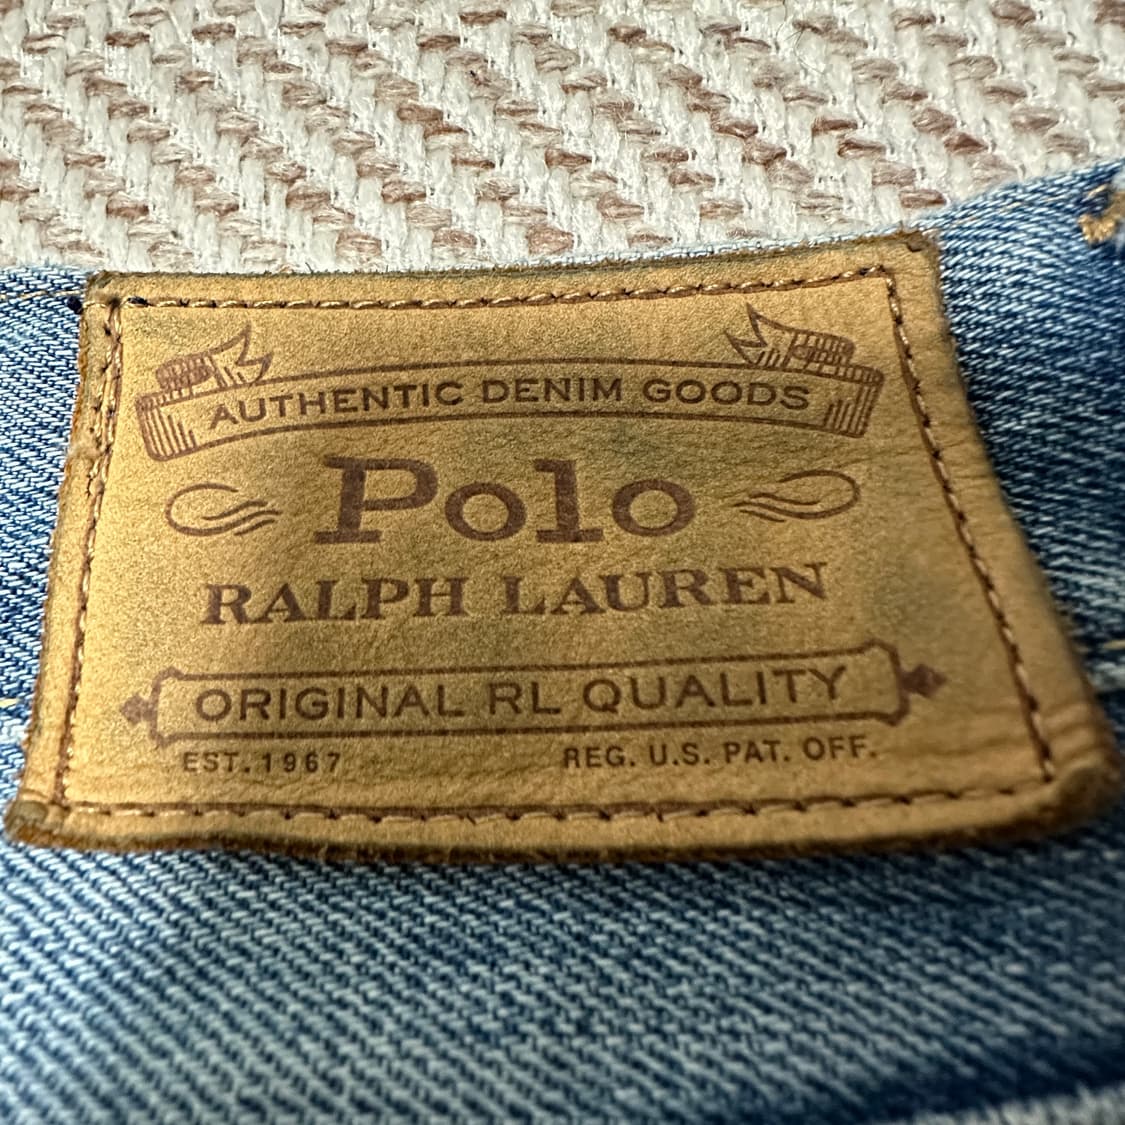 AUTHENTIC DENIM GOODS
Polo
RALPH LAUREN
ORIGINAL RL QUALITY
EST. 1967 REG. U.S. PAT. OFF.